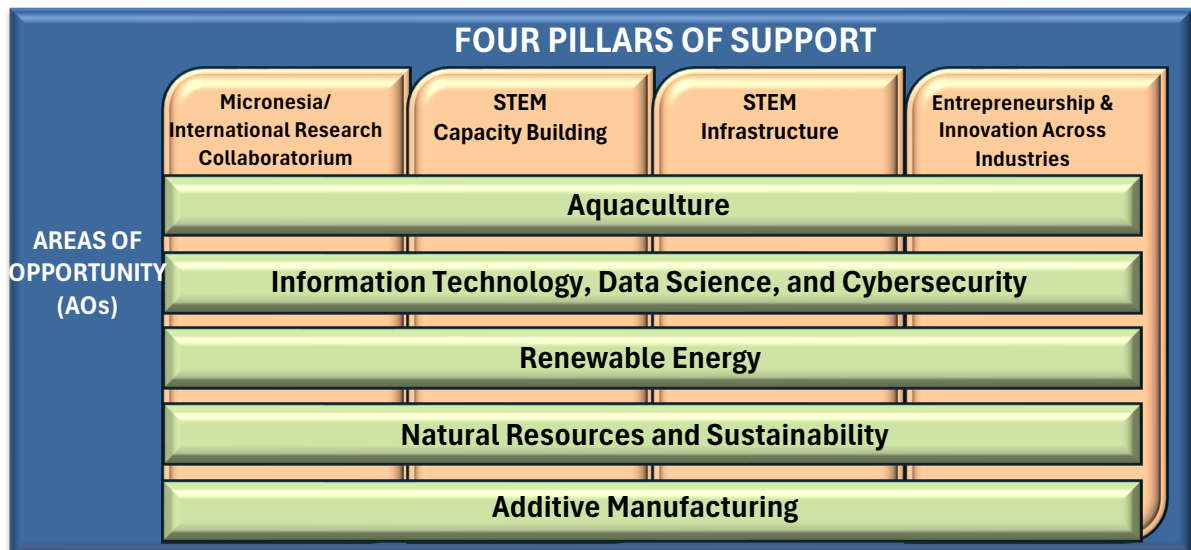 FOUR PILLARS OF SUPPORT
Micronesia/
International Research
Collaboratorium
STEM
Capacity Building
STEM
Infrastructure
Entrepreneurship &
Innovation Across
Industries
AREAS OF
OPPORTUNITY
(AOs)
Aquaculture
Information Technology, Data Science, and Cybersecurity
Renewable Energy
Natural Resources and Sustainability
Additive Manufacturing